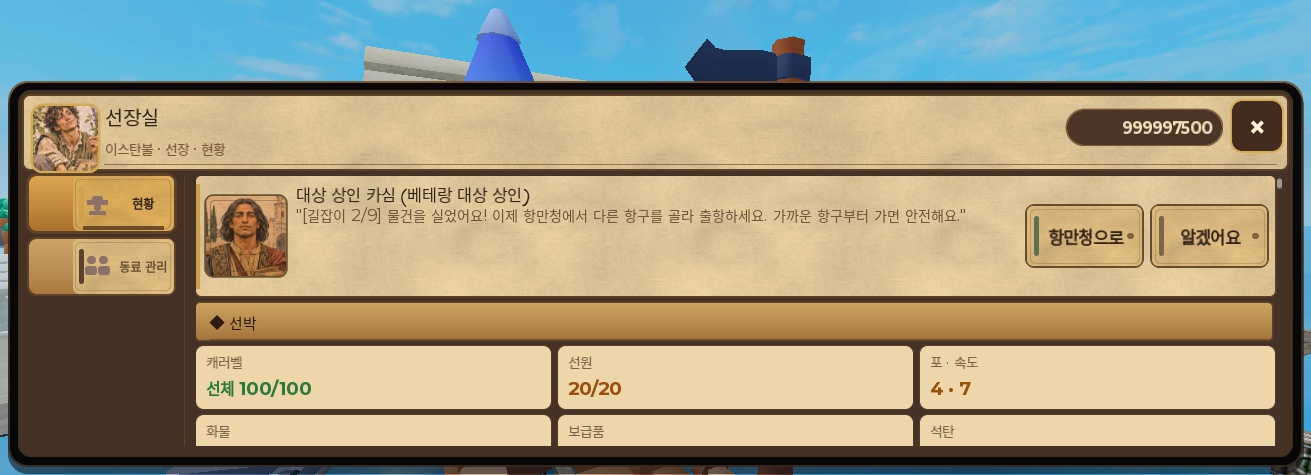 선장실
이스탄불 · 선장 · 현황
999997500
×
현황
동료 관리
대상 상인 카심 (베테랑 대상 상인)
"[길잡이 2/9] 물건을 실었어요! 이제 항만청에서 다른 항구를 골라 출항하세요. 가까운 항구부터 가면 안전해요."
항만청으로
알겠어요
◆ 선박
캐러벨
선체 100/100
선원
20/20
포 · 속도
4 · 7
화물
보급품
석탄